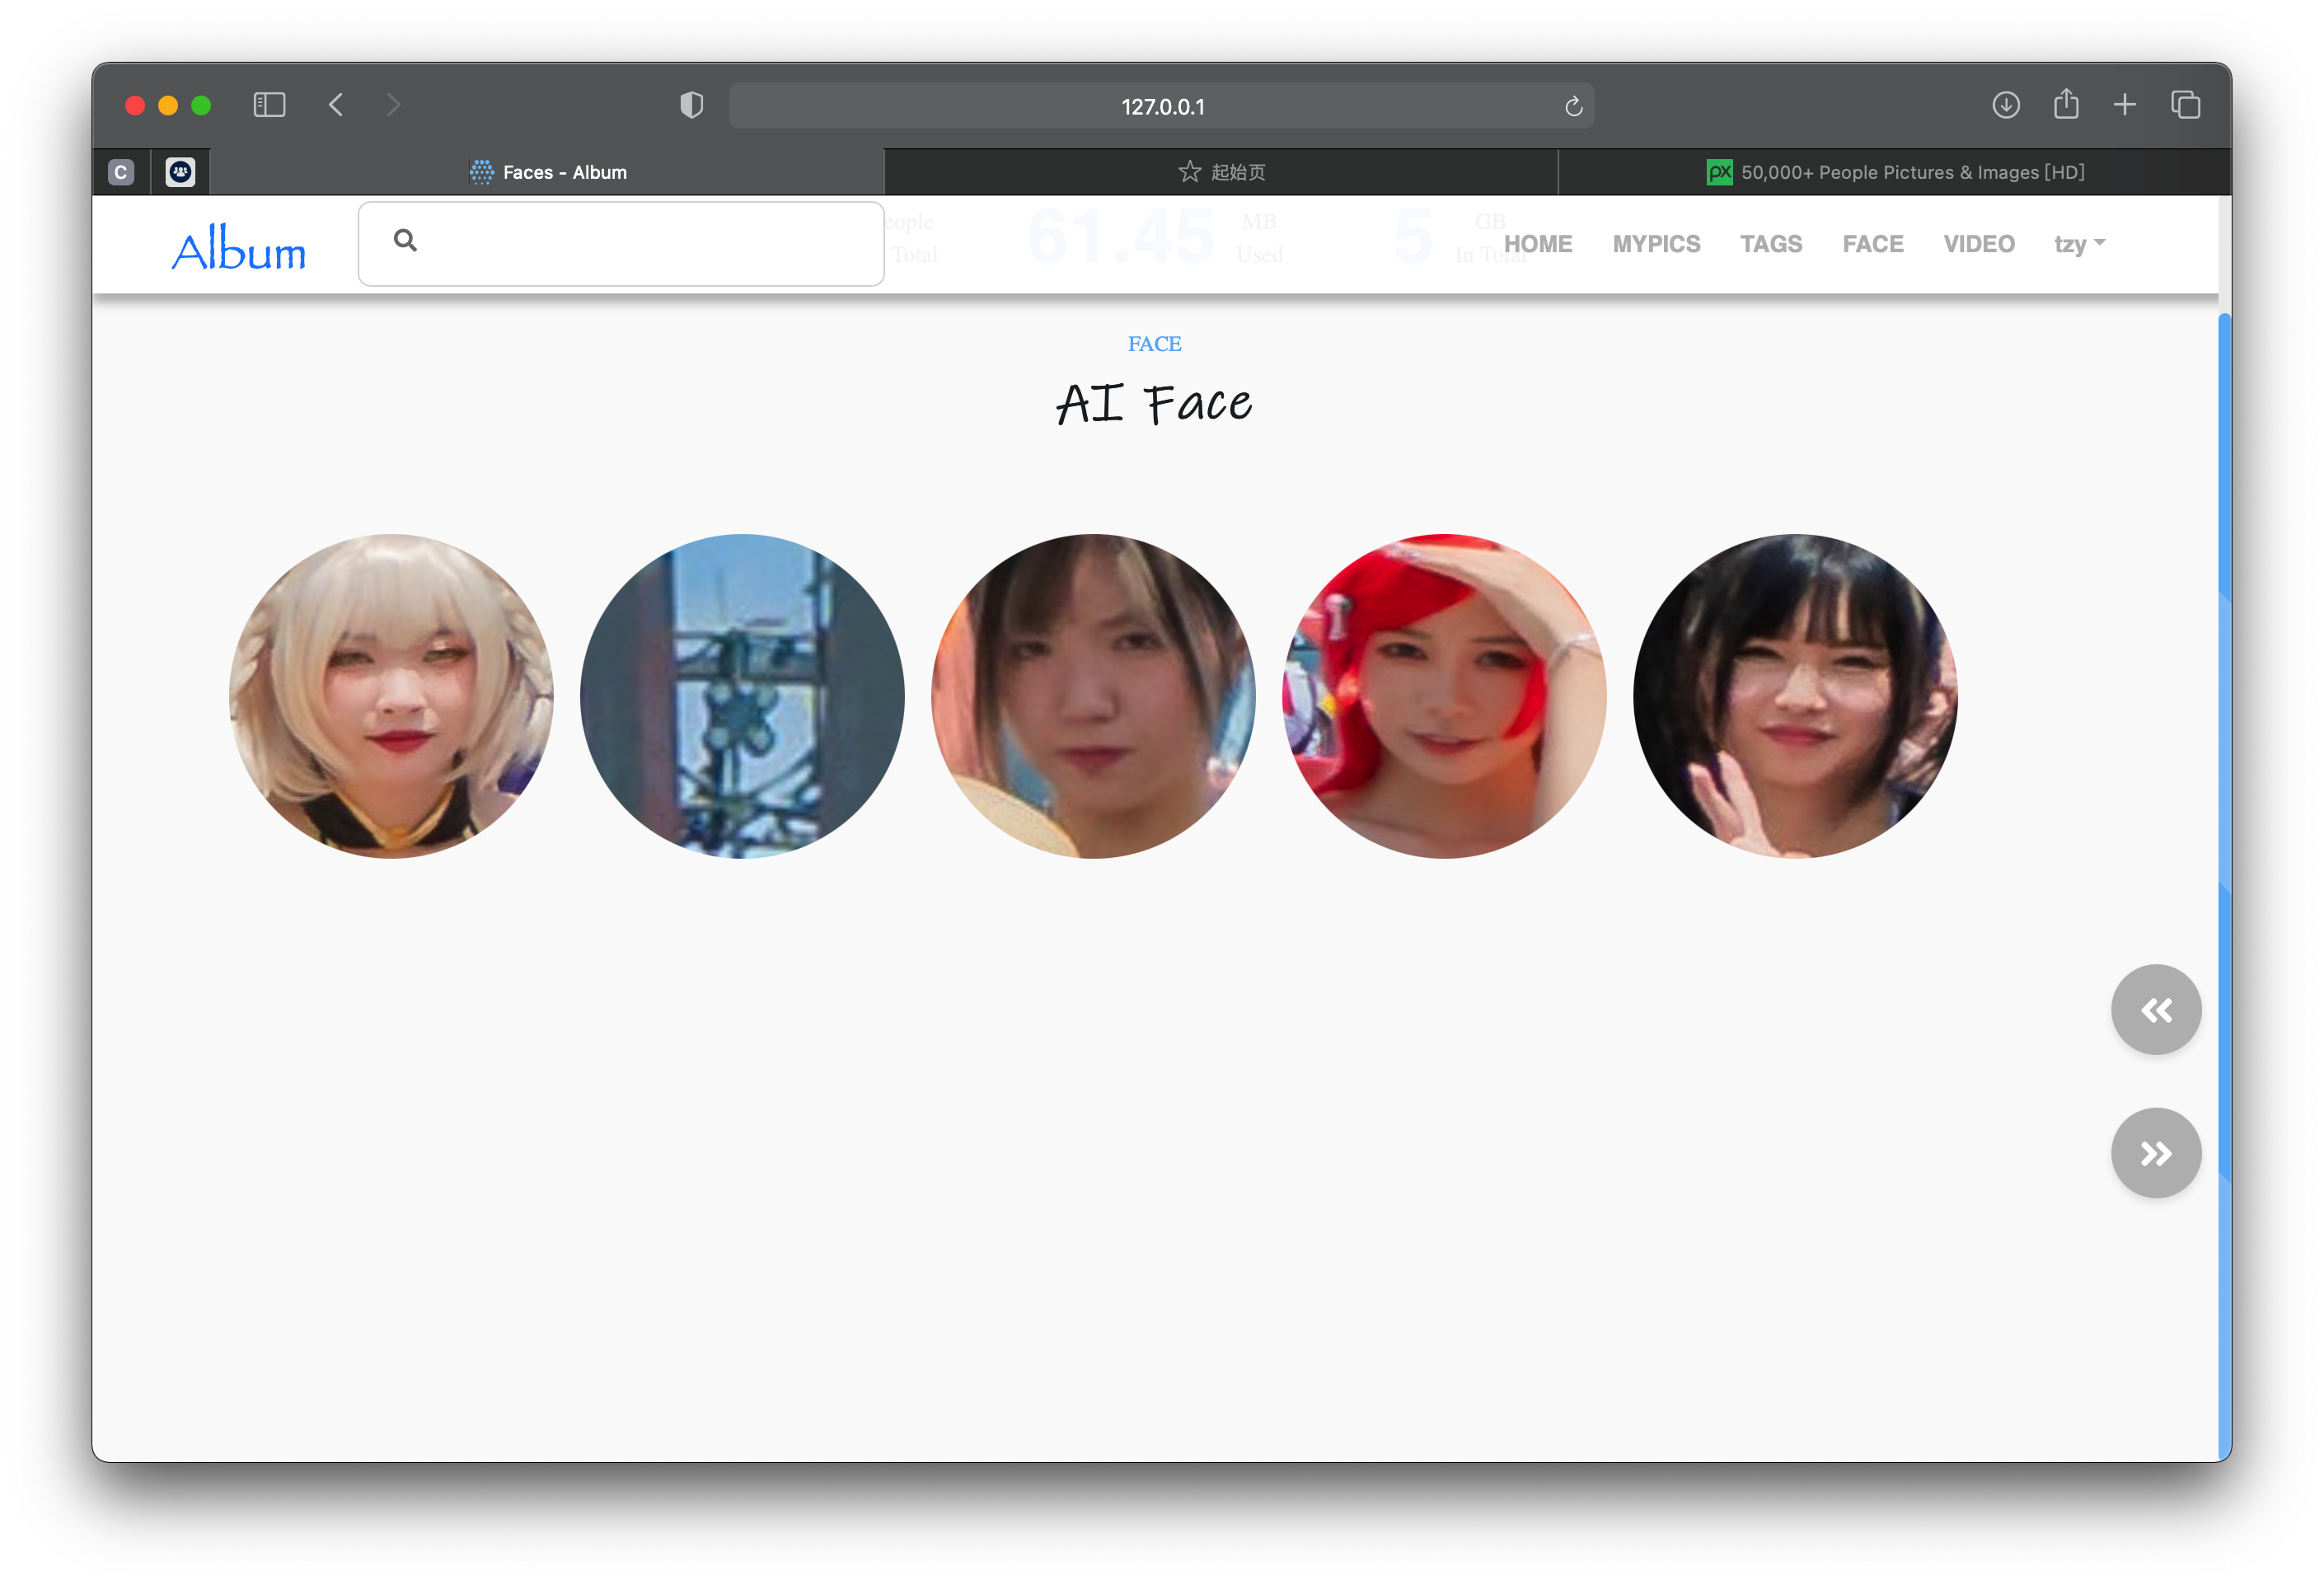 127.0.0.1
C
Faces - Album
起始页
50,000+ People Pictures & Images [HD]
Album
eople
Total
61.45
MB
Used
5
GB
In Total
HOME
MYPICS
TAGS
FACE
VIDEO
tzy
FACE
AI Face